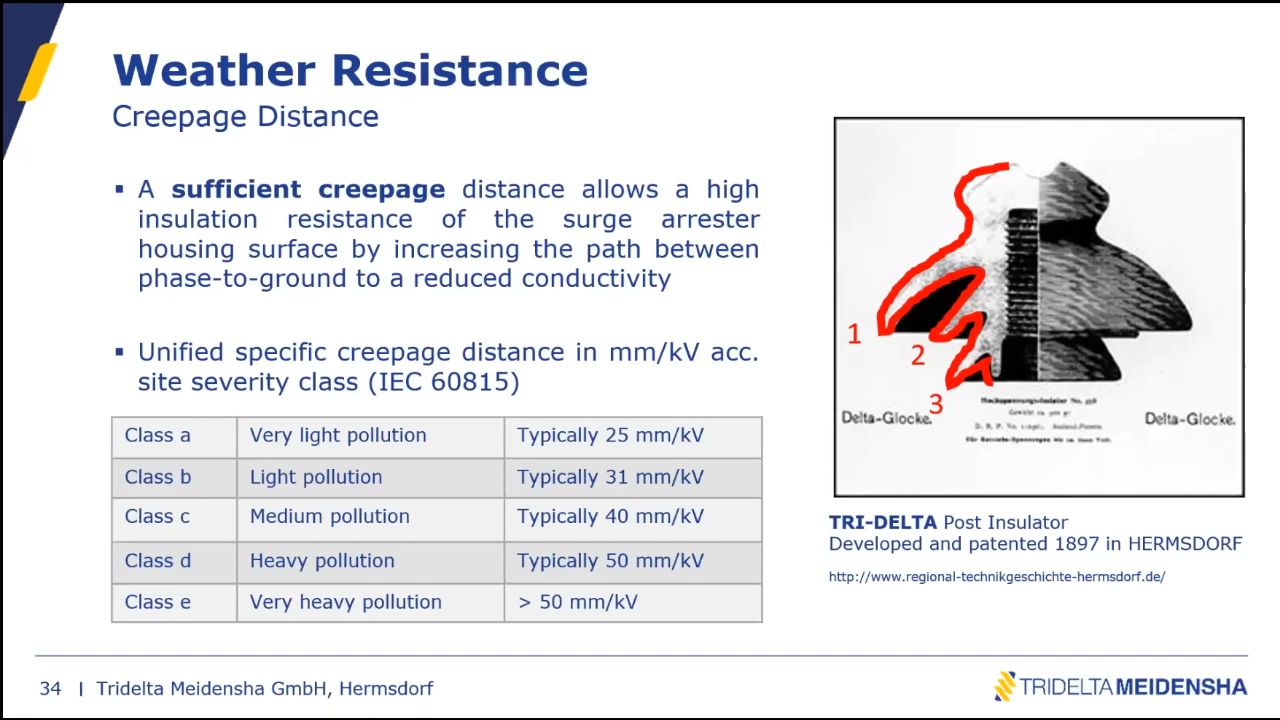 Weather Resistance
Creepage Distance
▪ A sufficient creepage distance allows a high
insulation resistance of the surge arrester
housing surface by increasing the path between
phase-to-ground to a reduced conductivity
▪ Unified specific creepage distance in mm/kV acc.
site severity class (IEC 60815)
Class a Very light pollution Typically 25 mm/kV
Class b Light pollution Typically 31 mm/kV
Class c Medium pollution Typically 40 mm/kV
Class d Heavy pollution Typically 50 mm/kV
Class e Very heavy pollution > 50 mm/kV
1
2
3
Delta-Glocke.
Hochspannungsisolator No.
Delta-Glocke.
TRI-DELTA Post Insulator
Developed and patented 1897 in HERMSDORF
http://www.regional-technikgeschichte-hermsdorf.de/
34 | Tridelta Meidensha GmbH, Hermsdorf
TRIDELTA MEIDENSHA